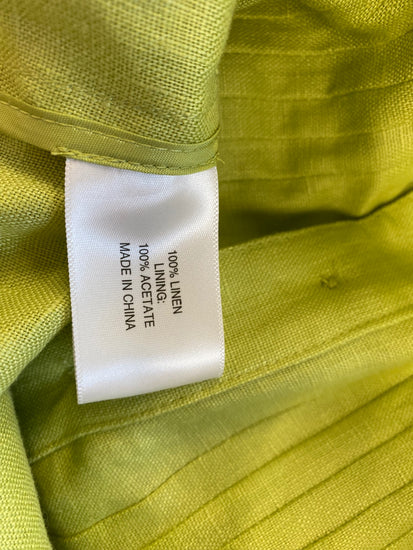 100% LINEN
LINING:
100% ACETATE
MADE IN CHINA